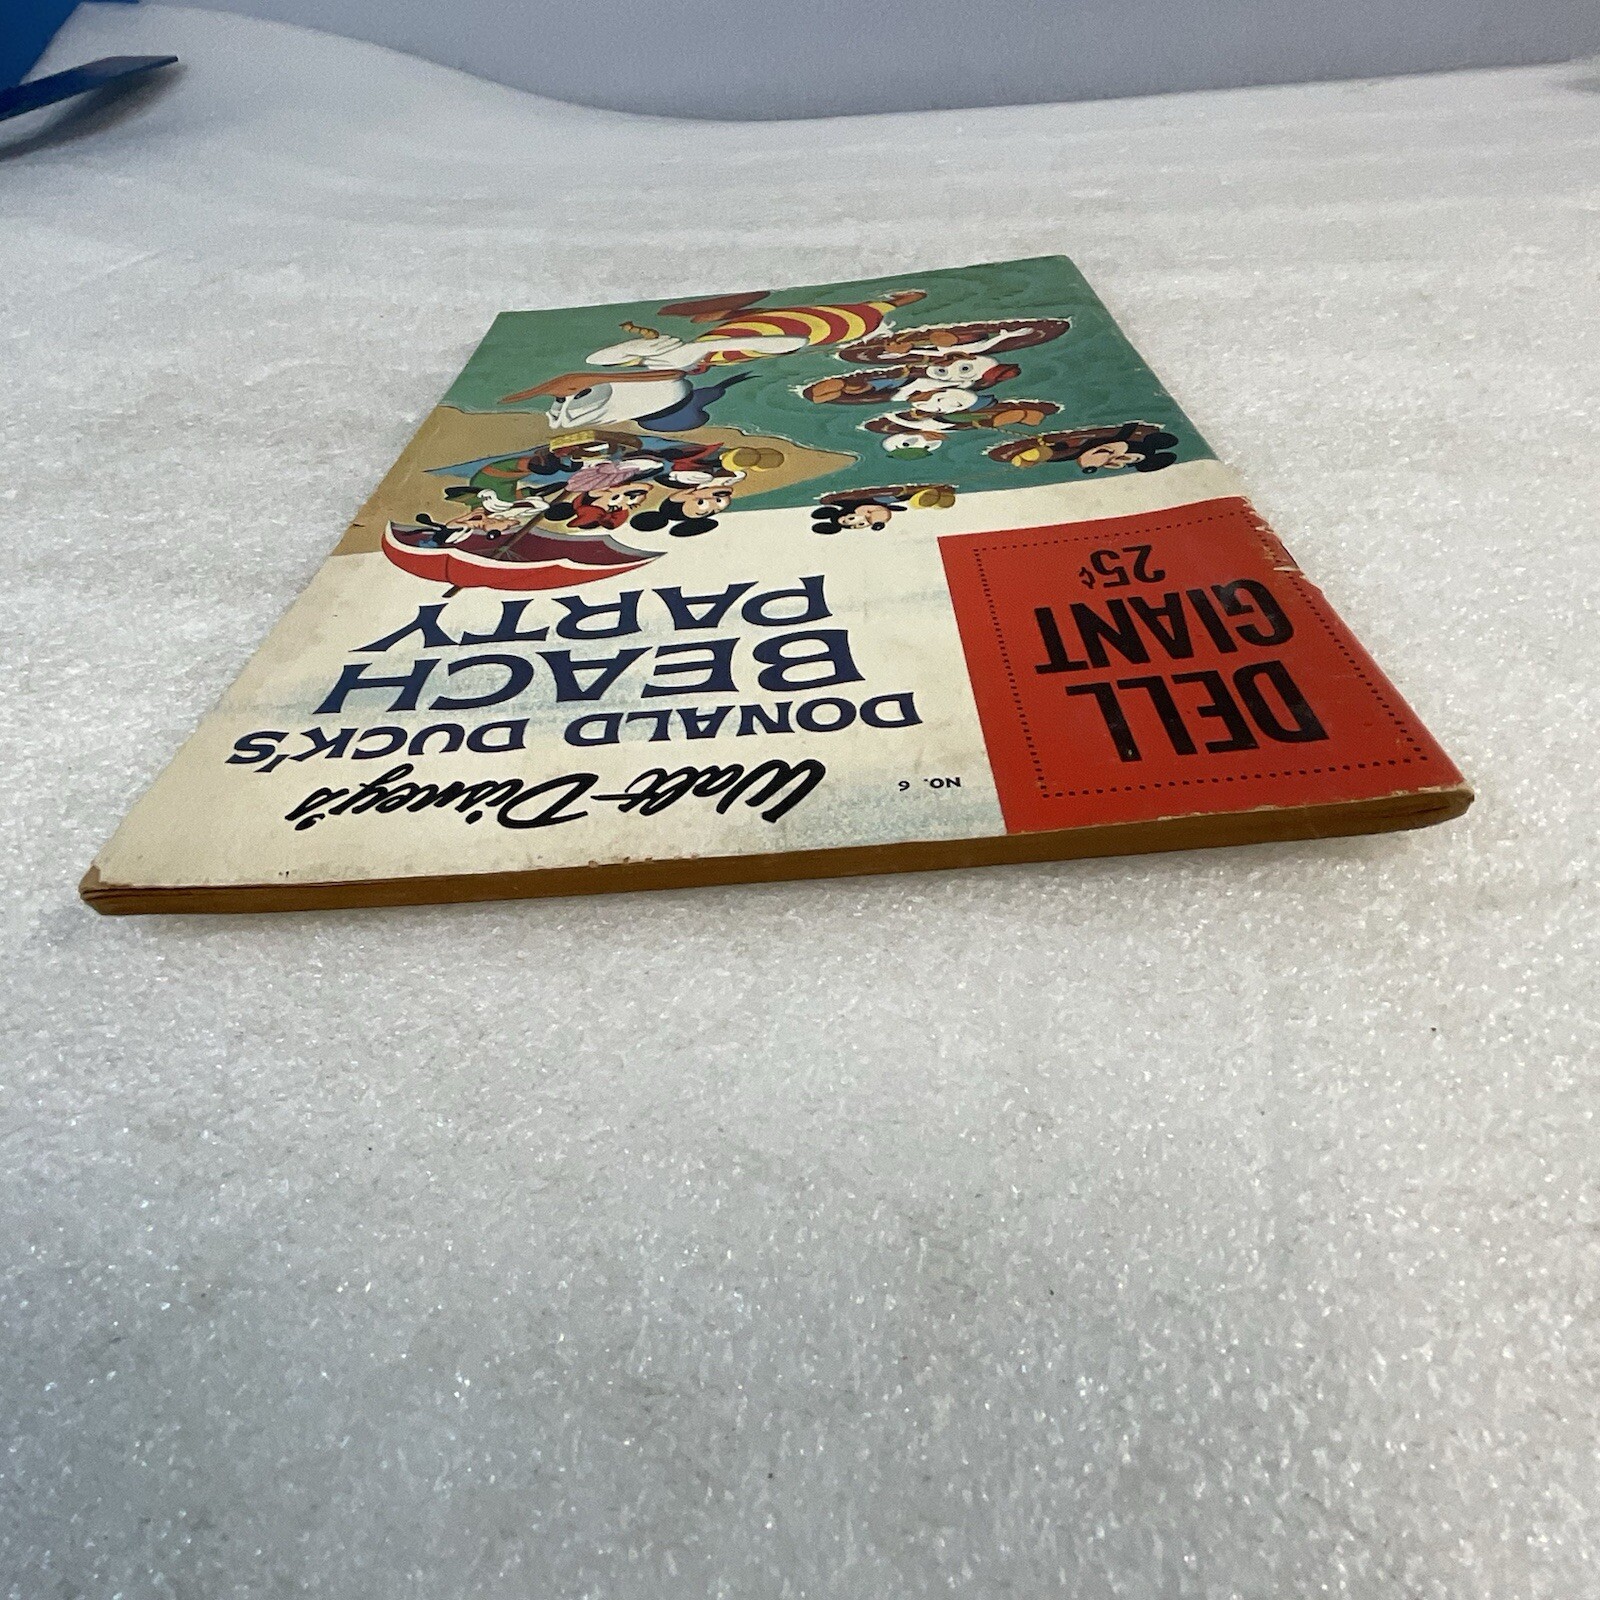 DELL
GIANT
25¢
NO. 6
Walt Disney's
DONALD DUCK'S
BEACH
PARTY